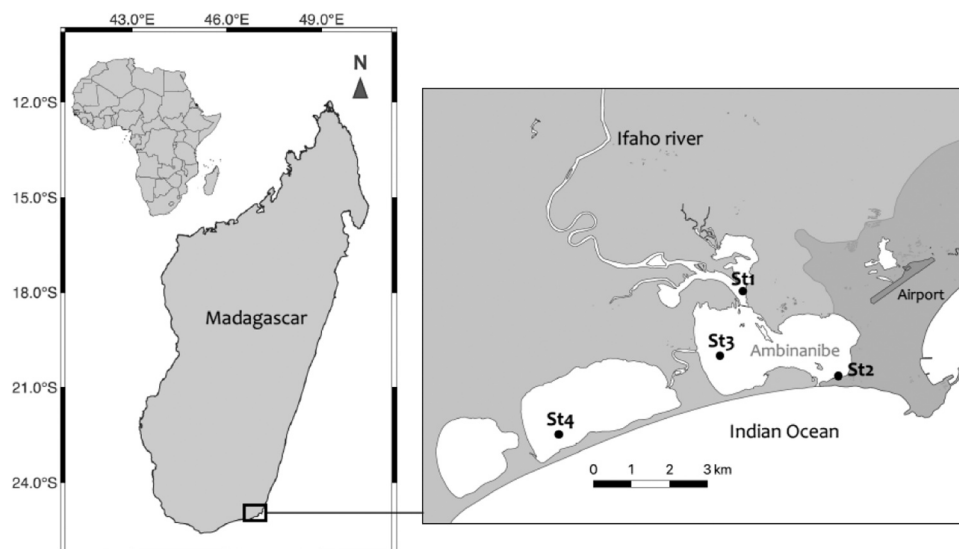 43.0°E 46.0°E 49.0°E
N
12.0°S
15.0°S
18.0°S
21.0°S
24.0°S
Madagascar
Ifaho river
St1
Airport
St3
Ambinanibe
St2
St4
Indian Ocean
0 1 2 3 km